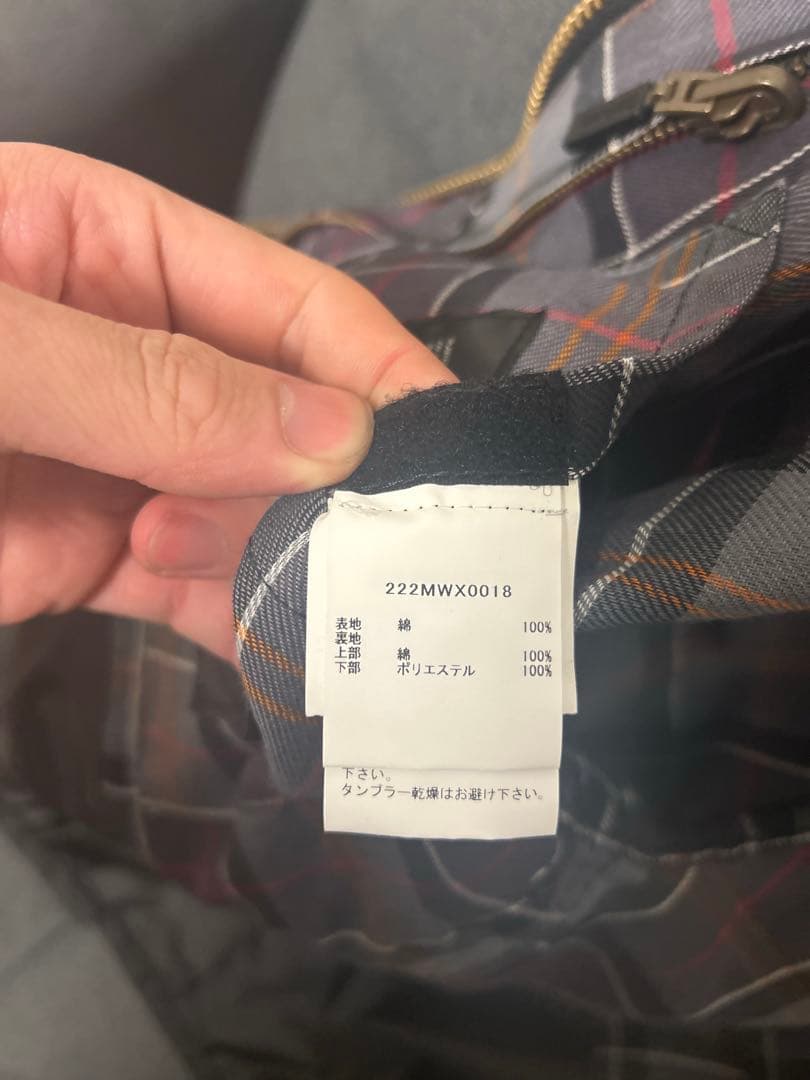 222MWX0018
表地 綿 100%
裏地
上部 綿 100%
下部 ポリエステル 100%
下さい。
タンブラー乾燥はお避け下さい。